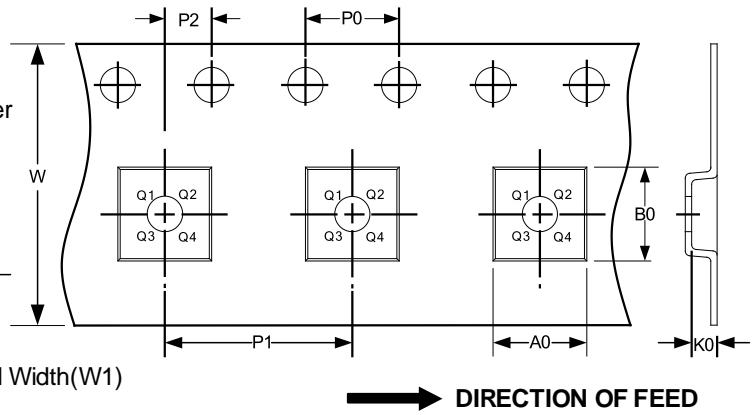 P2 P0
er
W
Q1 Q2 Q1 Q2 Q1 Q2
B0
Q3 Q4 Q3 Q4 Q3 Q4
P1 A0 K0
l Width(W1)
DIRECTION OF FEED